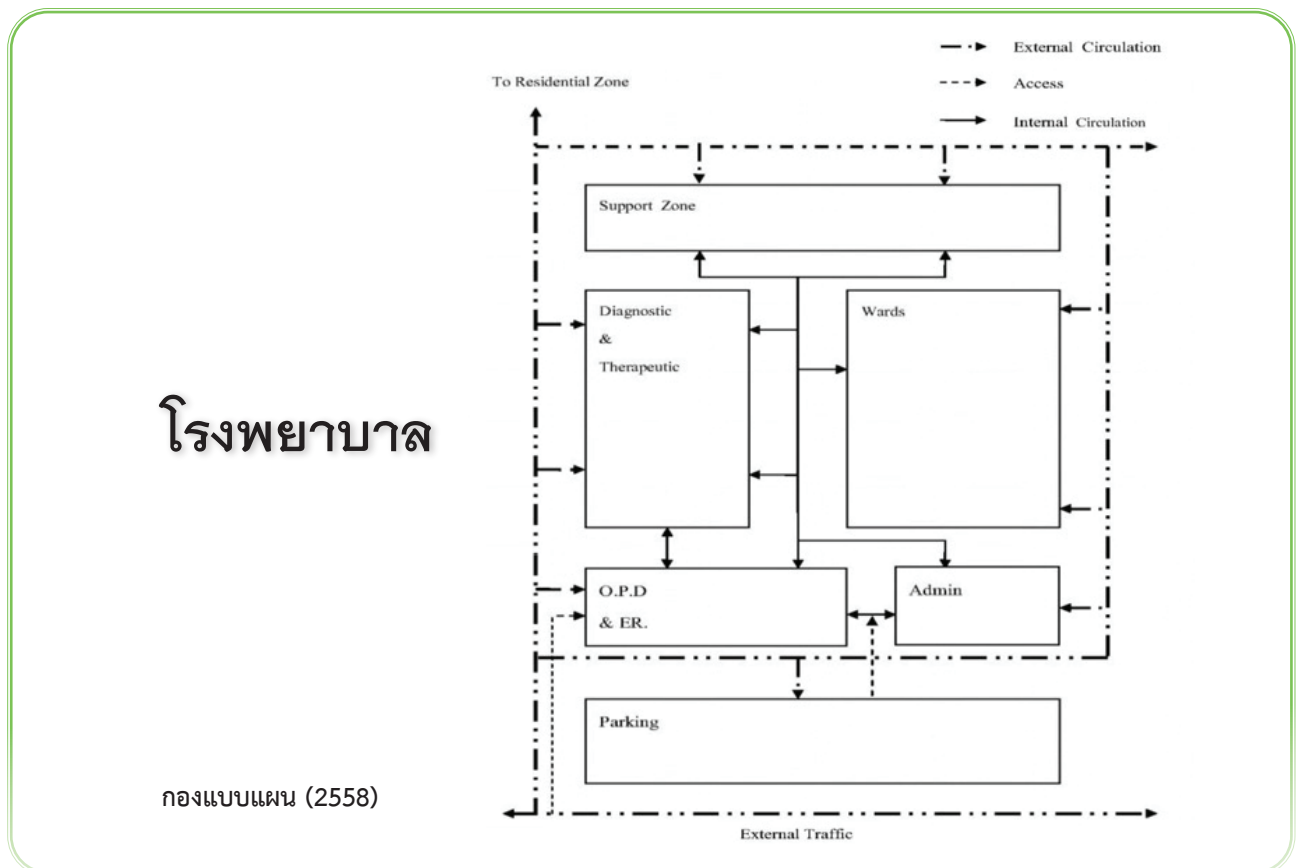 External Circulation
To Residential Zone
Access
Internal Circulation
Support Zone
Diagnostic
&
Therapeutic
Wards
โรงพยาบาล
O.P.D
& ER.
Admin
Parking
กองแบบแผน (2558)
External Traffic